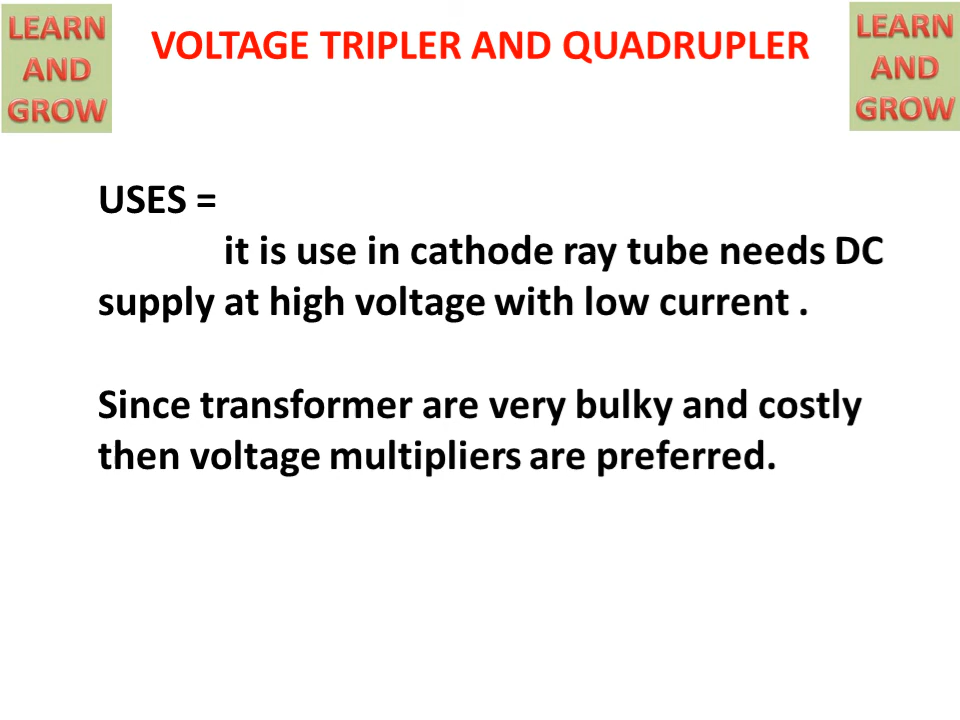 LEARN
AND
GROW
VOLTAGE TRIPLER AND QUADRUPLER
LEARN
AND
GROW
USES =
it is use in cathode ray tube needs DC
supply at high voltage with low current .
Since transformer are very bulky and costly
then voltage multipliers are preferred.